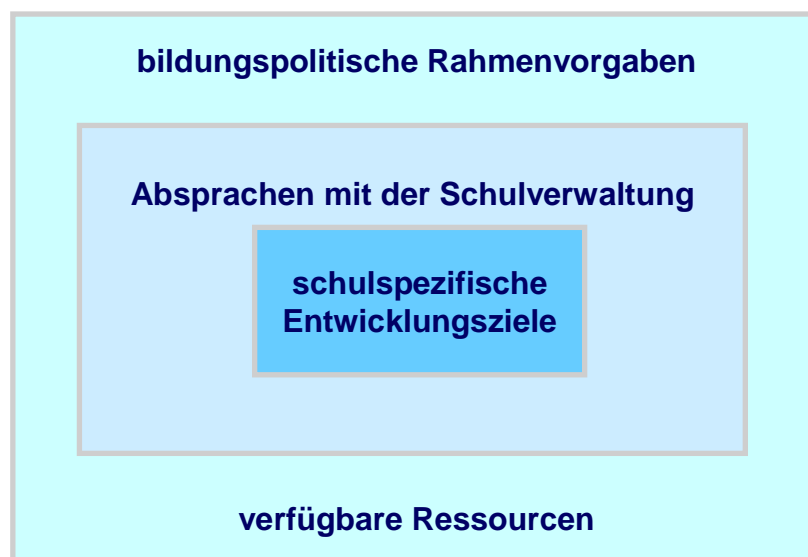 bildungspolitische Rahmenvorgaben
Absprachen mit der Schulverwaltung
schulspezifische
Entwicklungsziele
verfügbare Ressourcen